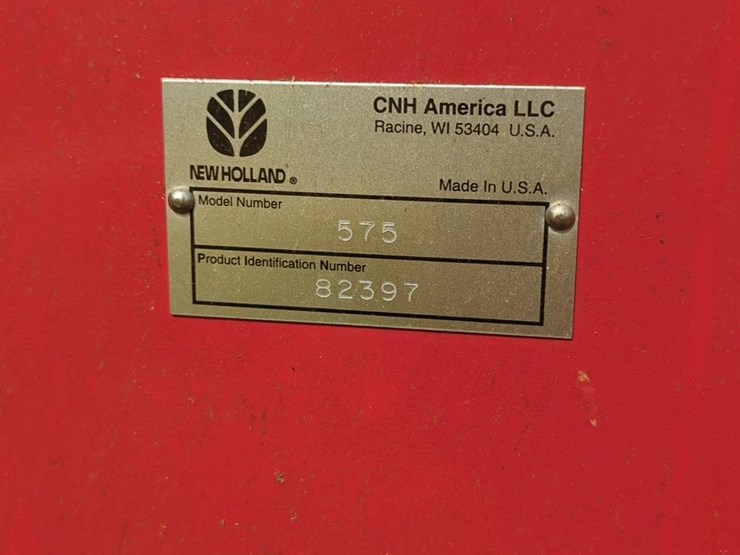 CNH America LLC
Racine, WI 53404 U.S.A.
NEW HOLLAND ®
Made In U.S.A.
Model Number
575
Product Identification Number
82397